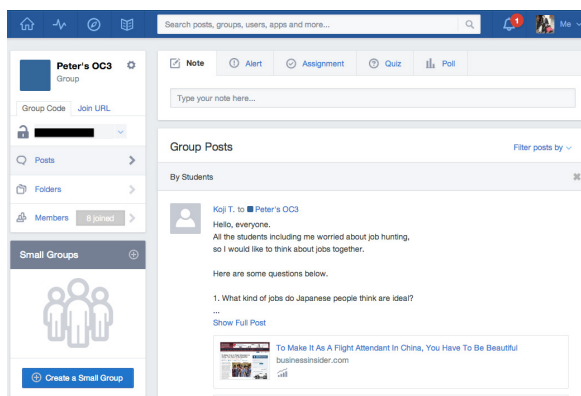 Search posts, groups, users, apps and more...
1
Me
Peter's OC3
Group
Group Code
Join URL
Posts
Folders
Members
8 joined
Small Groups
Create a Small Group
Note
Alert
Assignment
Quiz
Poll
Type your note here...
Group Posts
Filter posts by
By Students
Koji T. to Peter's OC3
Hello, everyone.
All the students including me worried about job hunting,
so I would like to think about jobs together.
Here are some questions below.
1. What kind of jobs do Japanese people think are ideal?
...
Show Full Post
To Make It As A Flight Attendant In China, You Have To Be Beautiful
businessinsider.com